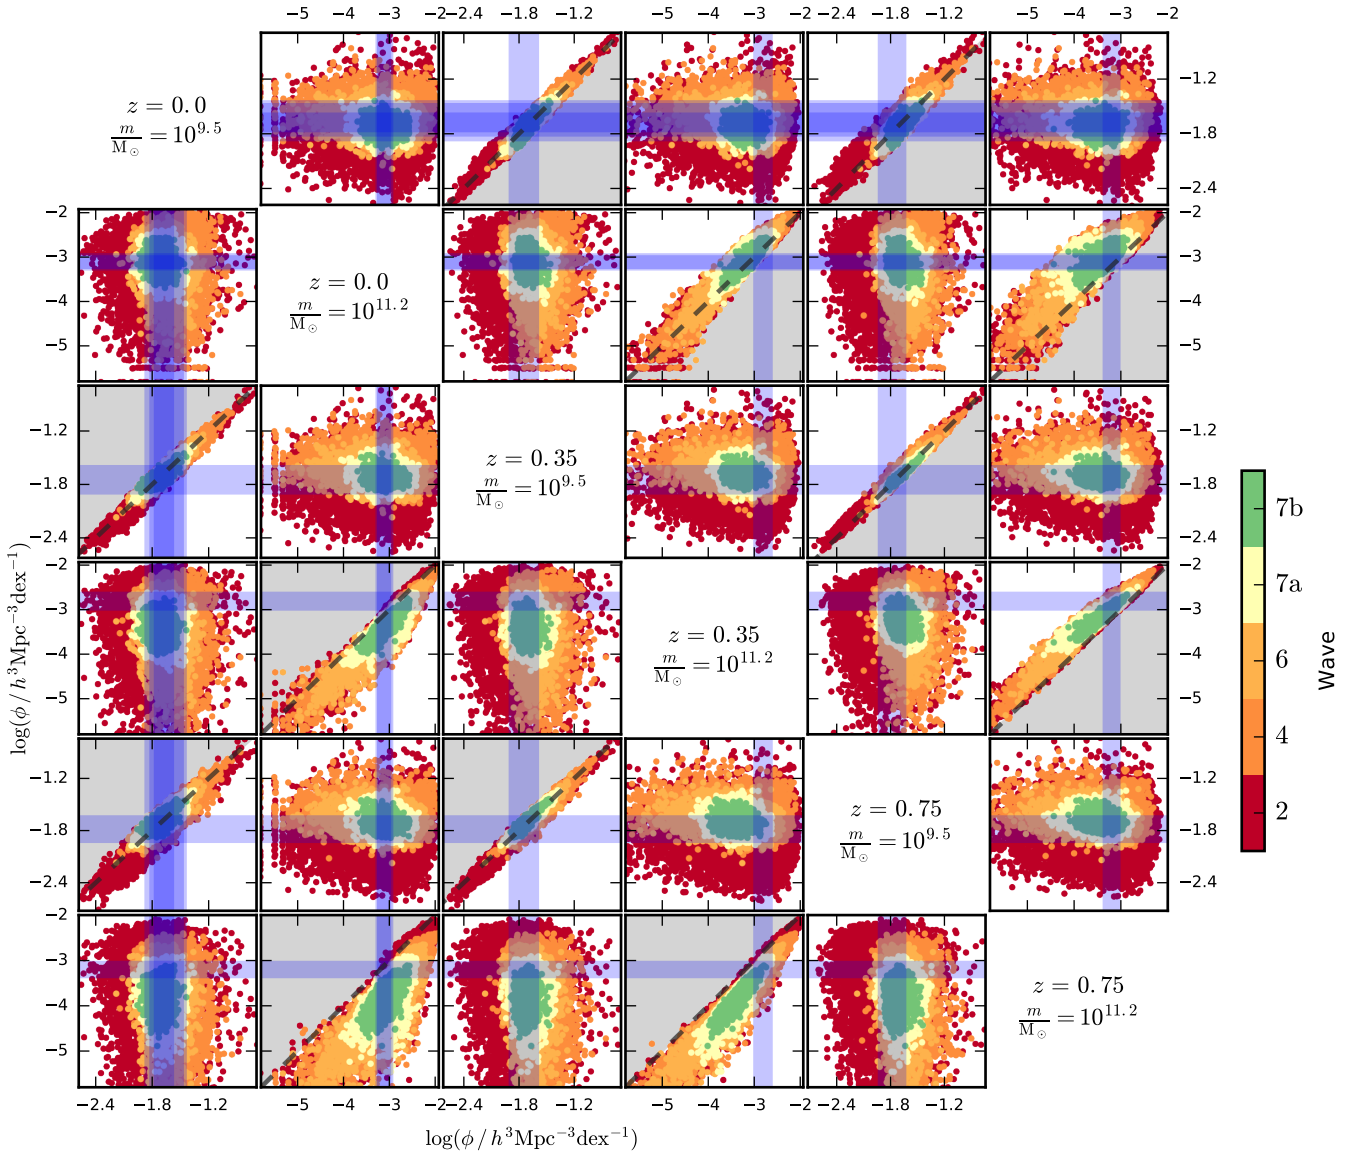 −5 −4 −3 −1.8 −1.2 −5 −4 −3 −1.8 −1.2 −5 −4 −3 −2
z = 0.0
m/M⊙ = 10^9.5
−1.2
−1.8
−2.4
−2
−3
−4
−5
z = 0.0
m/M⊙ = 10^11.2
−2
−3
−4
−5
−1.2
−1.8
−2.4
z = 0.35
m/M⊙ = 10^9.5
−1.2
−1.8
−2.4
−2
−3
−4
−5
z = 0.35
m/M⊙ = 10^11.2
−2
−3
−4
−5
−1.2
−1.8
−2.4
z = 0.75
m/M⊙ = 10^9.5
−1.2
−1.8
−2.4
−2
−3
−4
−5
z = 0.75
m/M⊙ = 10^11.2
−2.4 −1.8 −1.2 −5 −4 −3 −2 −2.4 −1.8 −1.2 −5 −4 −3 −2 −2.4 −1.8 −1.2
log(φ/h³Mpc⁻³dex⁻¹)
log(φ/h³Mpc⁻³dex⁻¹)
7b
7a
6
4
2
Wave